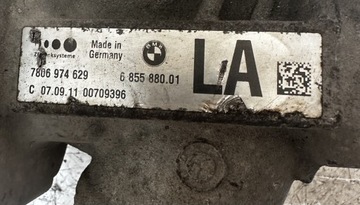 Made in
Germany
7806 974 629
6 855 880.01
LA
C 07.09.11 00709396